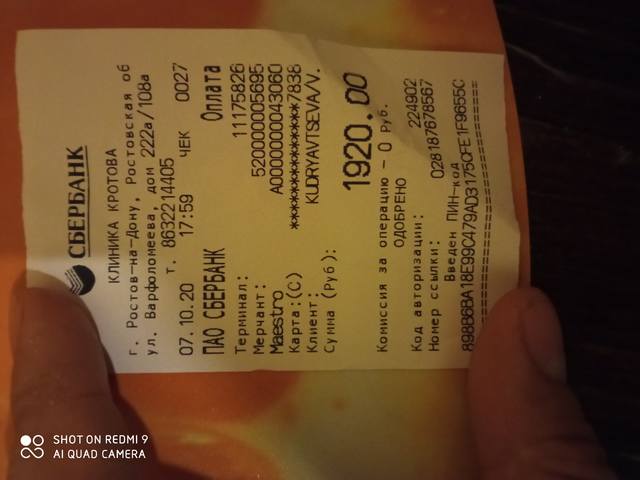 СБЕРБАНК
КЛИНИКА КРОТОВА
г. Ростов-на-Дону, Ростовская об
ул. Варфоломеева, дом 222а/108а
т. 8632214405
07.10.20 17:59 ЧЕК 0027
ПАО СБЕРБАНК Оплата
Терминал: 11175826
Мерчант: 520000005695
Maestro A0000000043060
Карта:(C) ************7838
Клиент: KUDRYAVTSEVA/V.
Сумма (Руб):
1920.00
Комиссия за операцию - 0 Руб.
ОДОБРЕНО
Код авторизации: 224902
Номер ссылки: 028187678567
Введен ПИН-код
898B6BA18E99C479AD3175CFE1F9655C
================================
SHOT ON REDMI 9
AI QUAD CAMERA